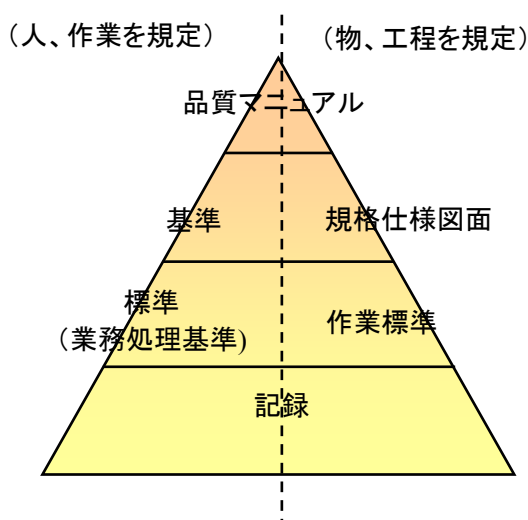 （人、作業を規定）
（物、工程を規定）
品質マニュアル
基準
規格仕様図面
標準
（業務処理基準)
作業標準
記録